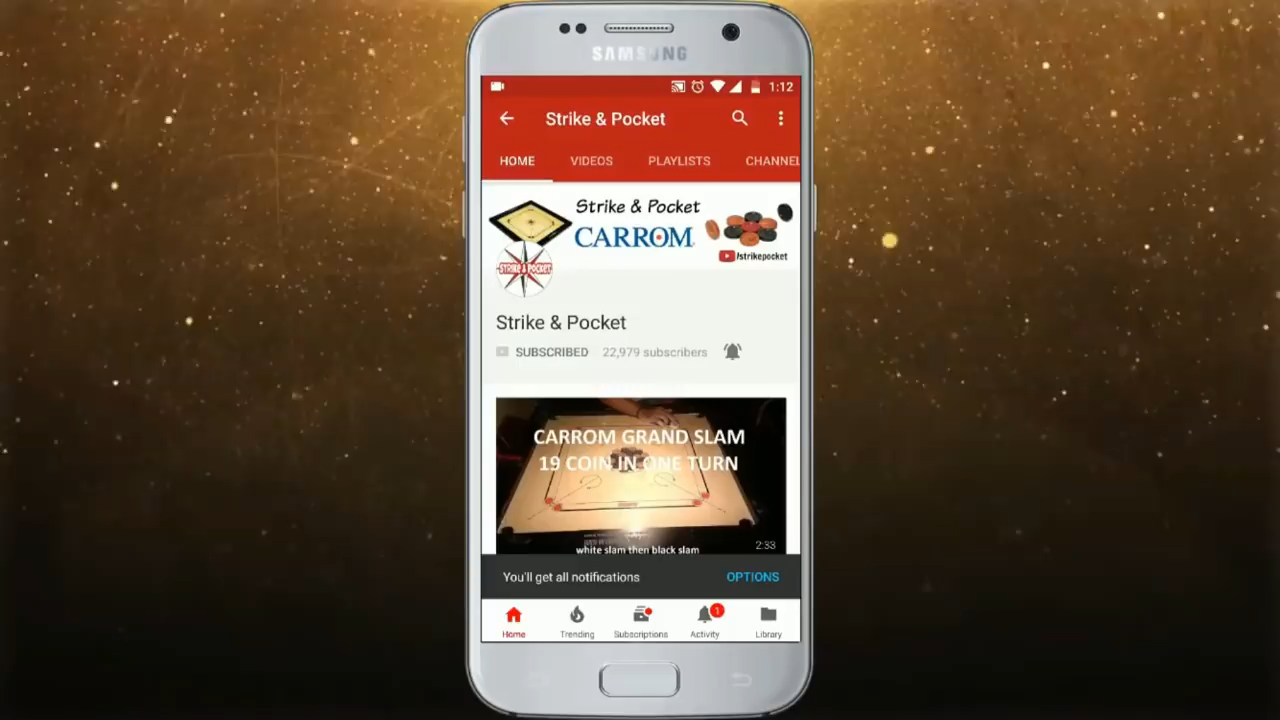 SAMSUNG
1:12
Strike & Pocket
HOME VIDEOS PLAYLISTS CHANNEL
Strike & Pocket
CARROM
/strikepocket
STRIKE & POCKET
Strike & Pocket
SUBSCRIBED 22,979 subscribers
CARROM GRAND SLAM
19 COIN IN ONE TURN
white slam then black slam
2:33
You'll get all notifications OPTIONS
1
Home Trending Subscriptions Activity Library